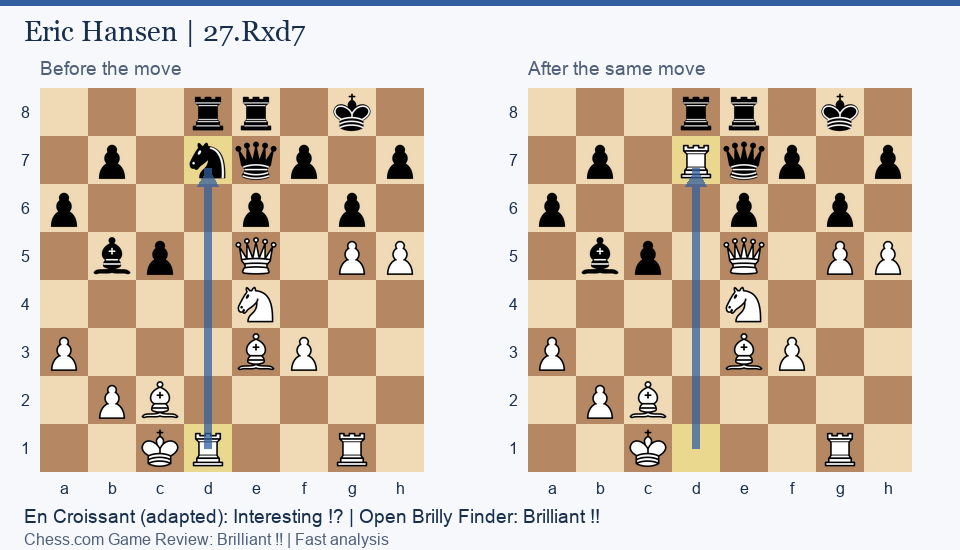 Eric Hansen | 27.Rxd7
Before the move
After the same move
8
7
6
5
4
3
2
1
a b c d e f g h
8
7
6
5
4
3
2
1
a b c d e f g h
En Croissant (adapted): Interesting !? | Open Brilly Finder: Brilliant !!
Chess.com Game Review: Brilliant !! | Fast analysis